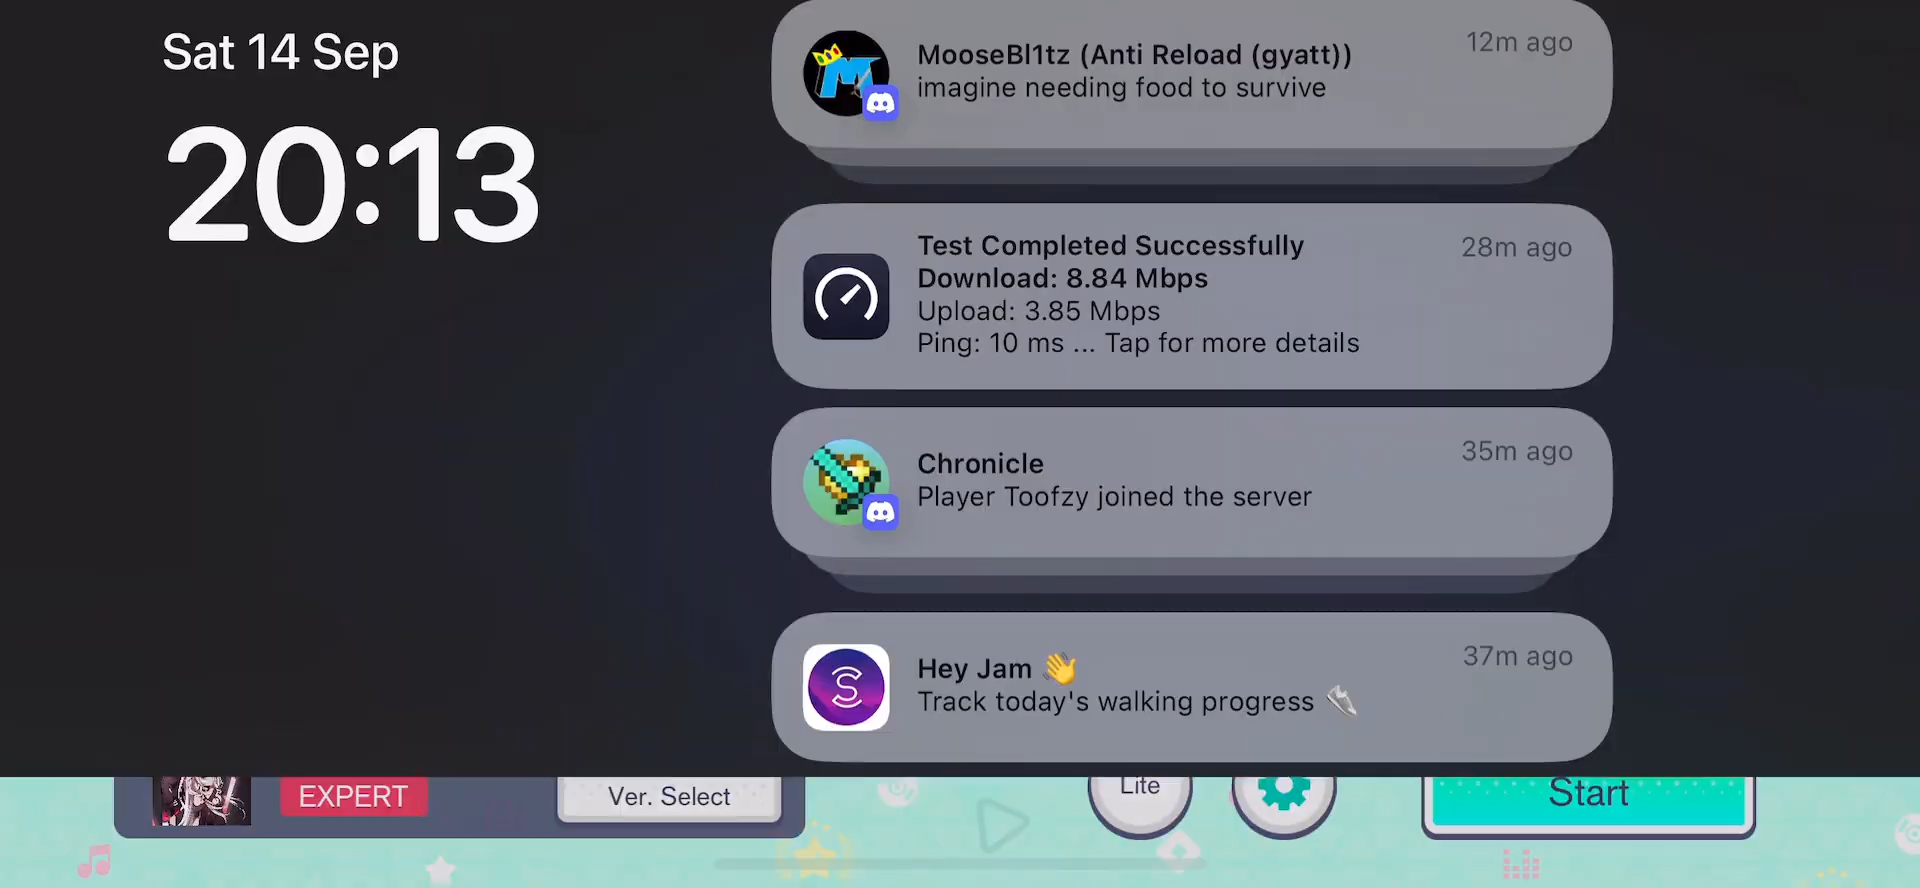 Sat 14 Sep
20:13
MooseBl1tz (Anti Reload (gyatt))
12m ago
imagine needing food to survive
Test Completed Successfully
28m ago
Download: 8.84 Mbps
Upload: 3.85 Mbps
Ping: 10 ms ... Tap for more details
Chronicle
35m ago
Player Toofzy joined the server
Hey Jam 👋
37m ago
Track today's walking progress 👟
EXPERT
Ver. Select
Lite
Start